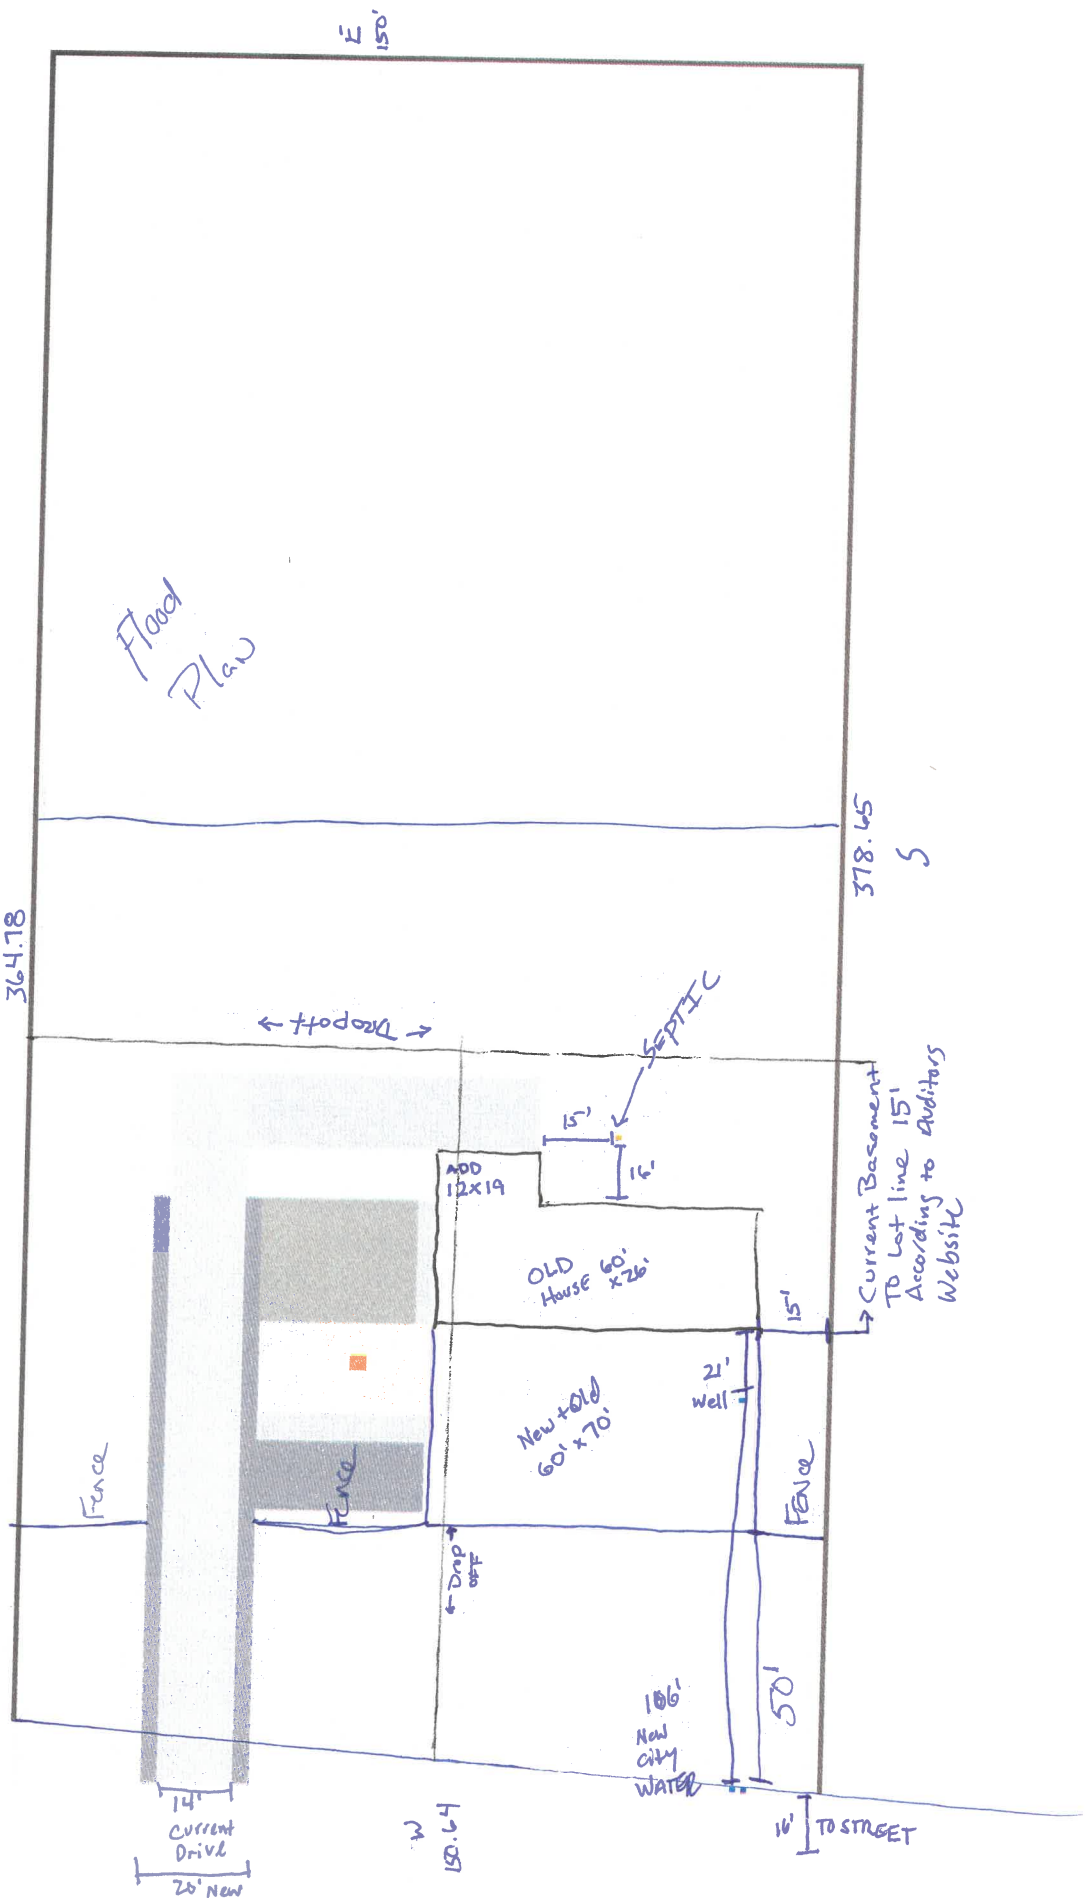 E
150'
Flood
Plan
364.78
378.65
S
← Dropoff →
SEPTIC
15'
16'
ADD
12X19
OLD
House 60'
x26'
15'
→ Current Basement
To Lot line 15'
According to Auditors
Website
21'
Well
New + Old
60' x 70'
Fence
Fence
Fence
← Drop →
OFF
106'
New
City
WATER
50'
14'
Current
Drive
20' New
W
150.64
16' TO STREET